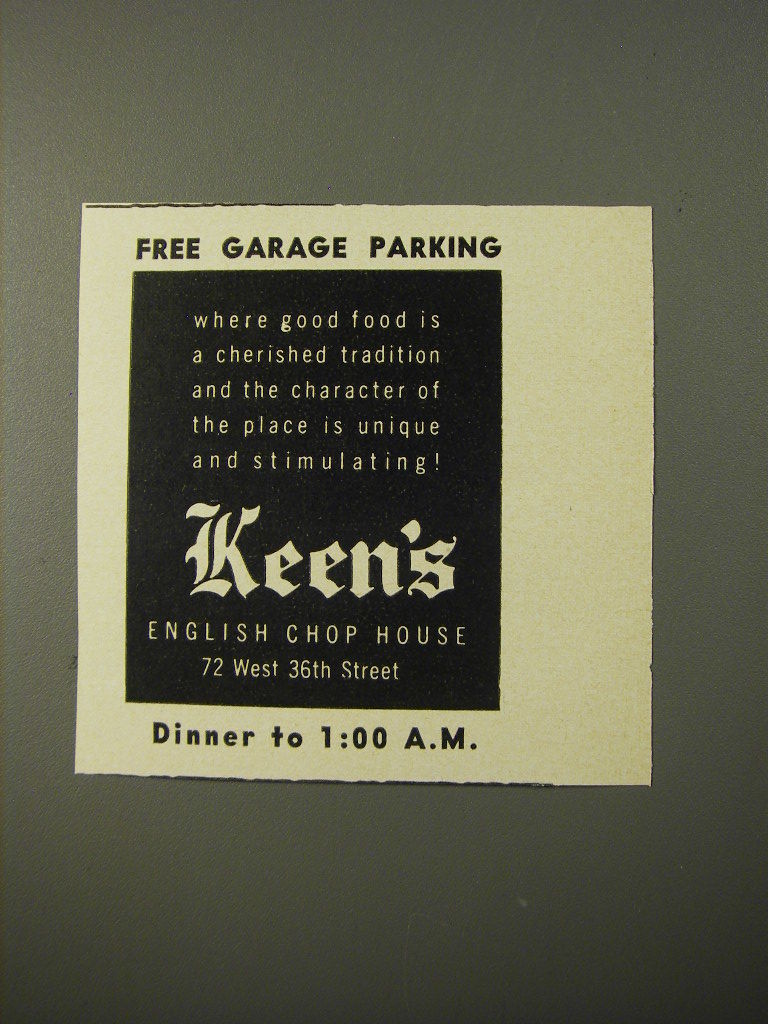 FREE GARAGE PARKING
where good food is
a cherished tradition
and the character of
the place is unique
and stimulating!
Keen's
ENGLISH CHOP HOUSE
72 West 36th Street
Dinner to 1:00 A.M.